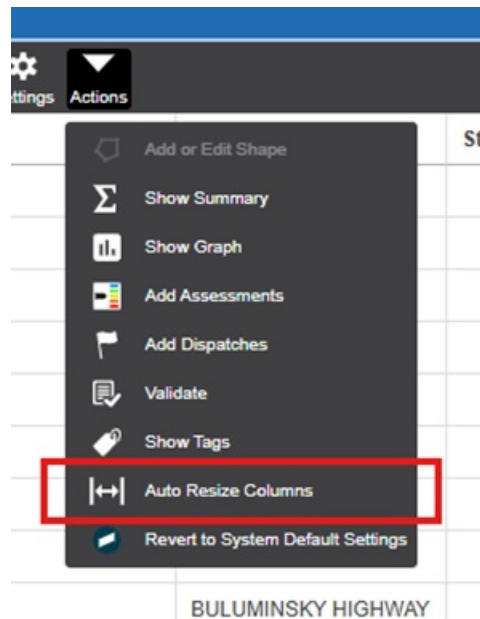 ttings Actions
St
Add or Edit Shape
Show Summary
Show Graph
Add Assessments
Add Dispatches
Validate
Show Tags
Auto Resize Columns
Revert to System Default Settings
BULUMINSKY HIGHWAY